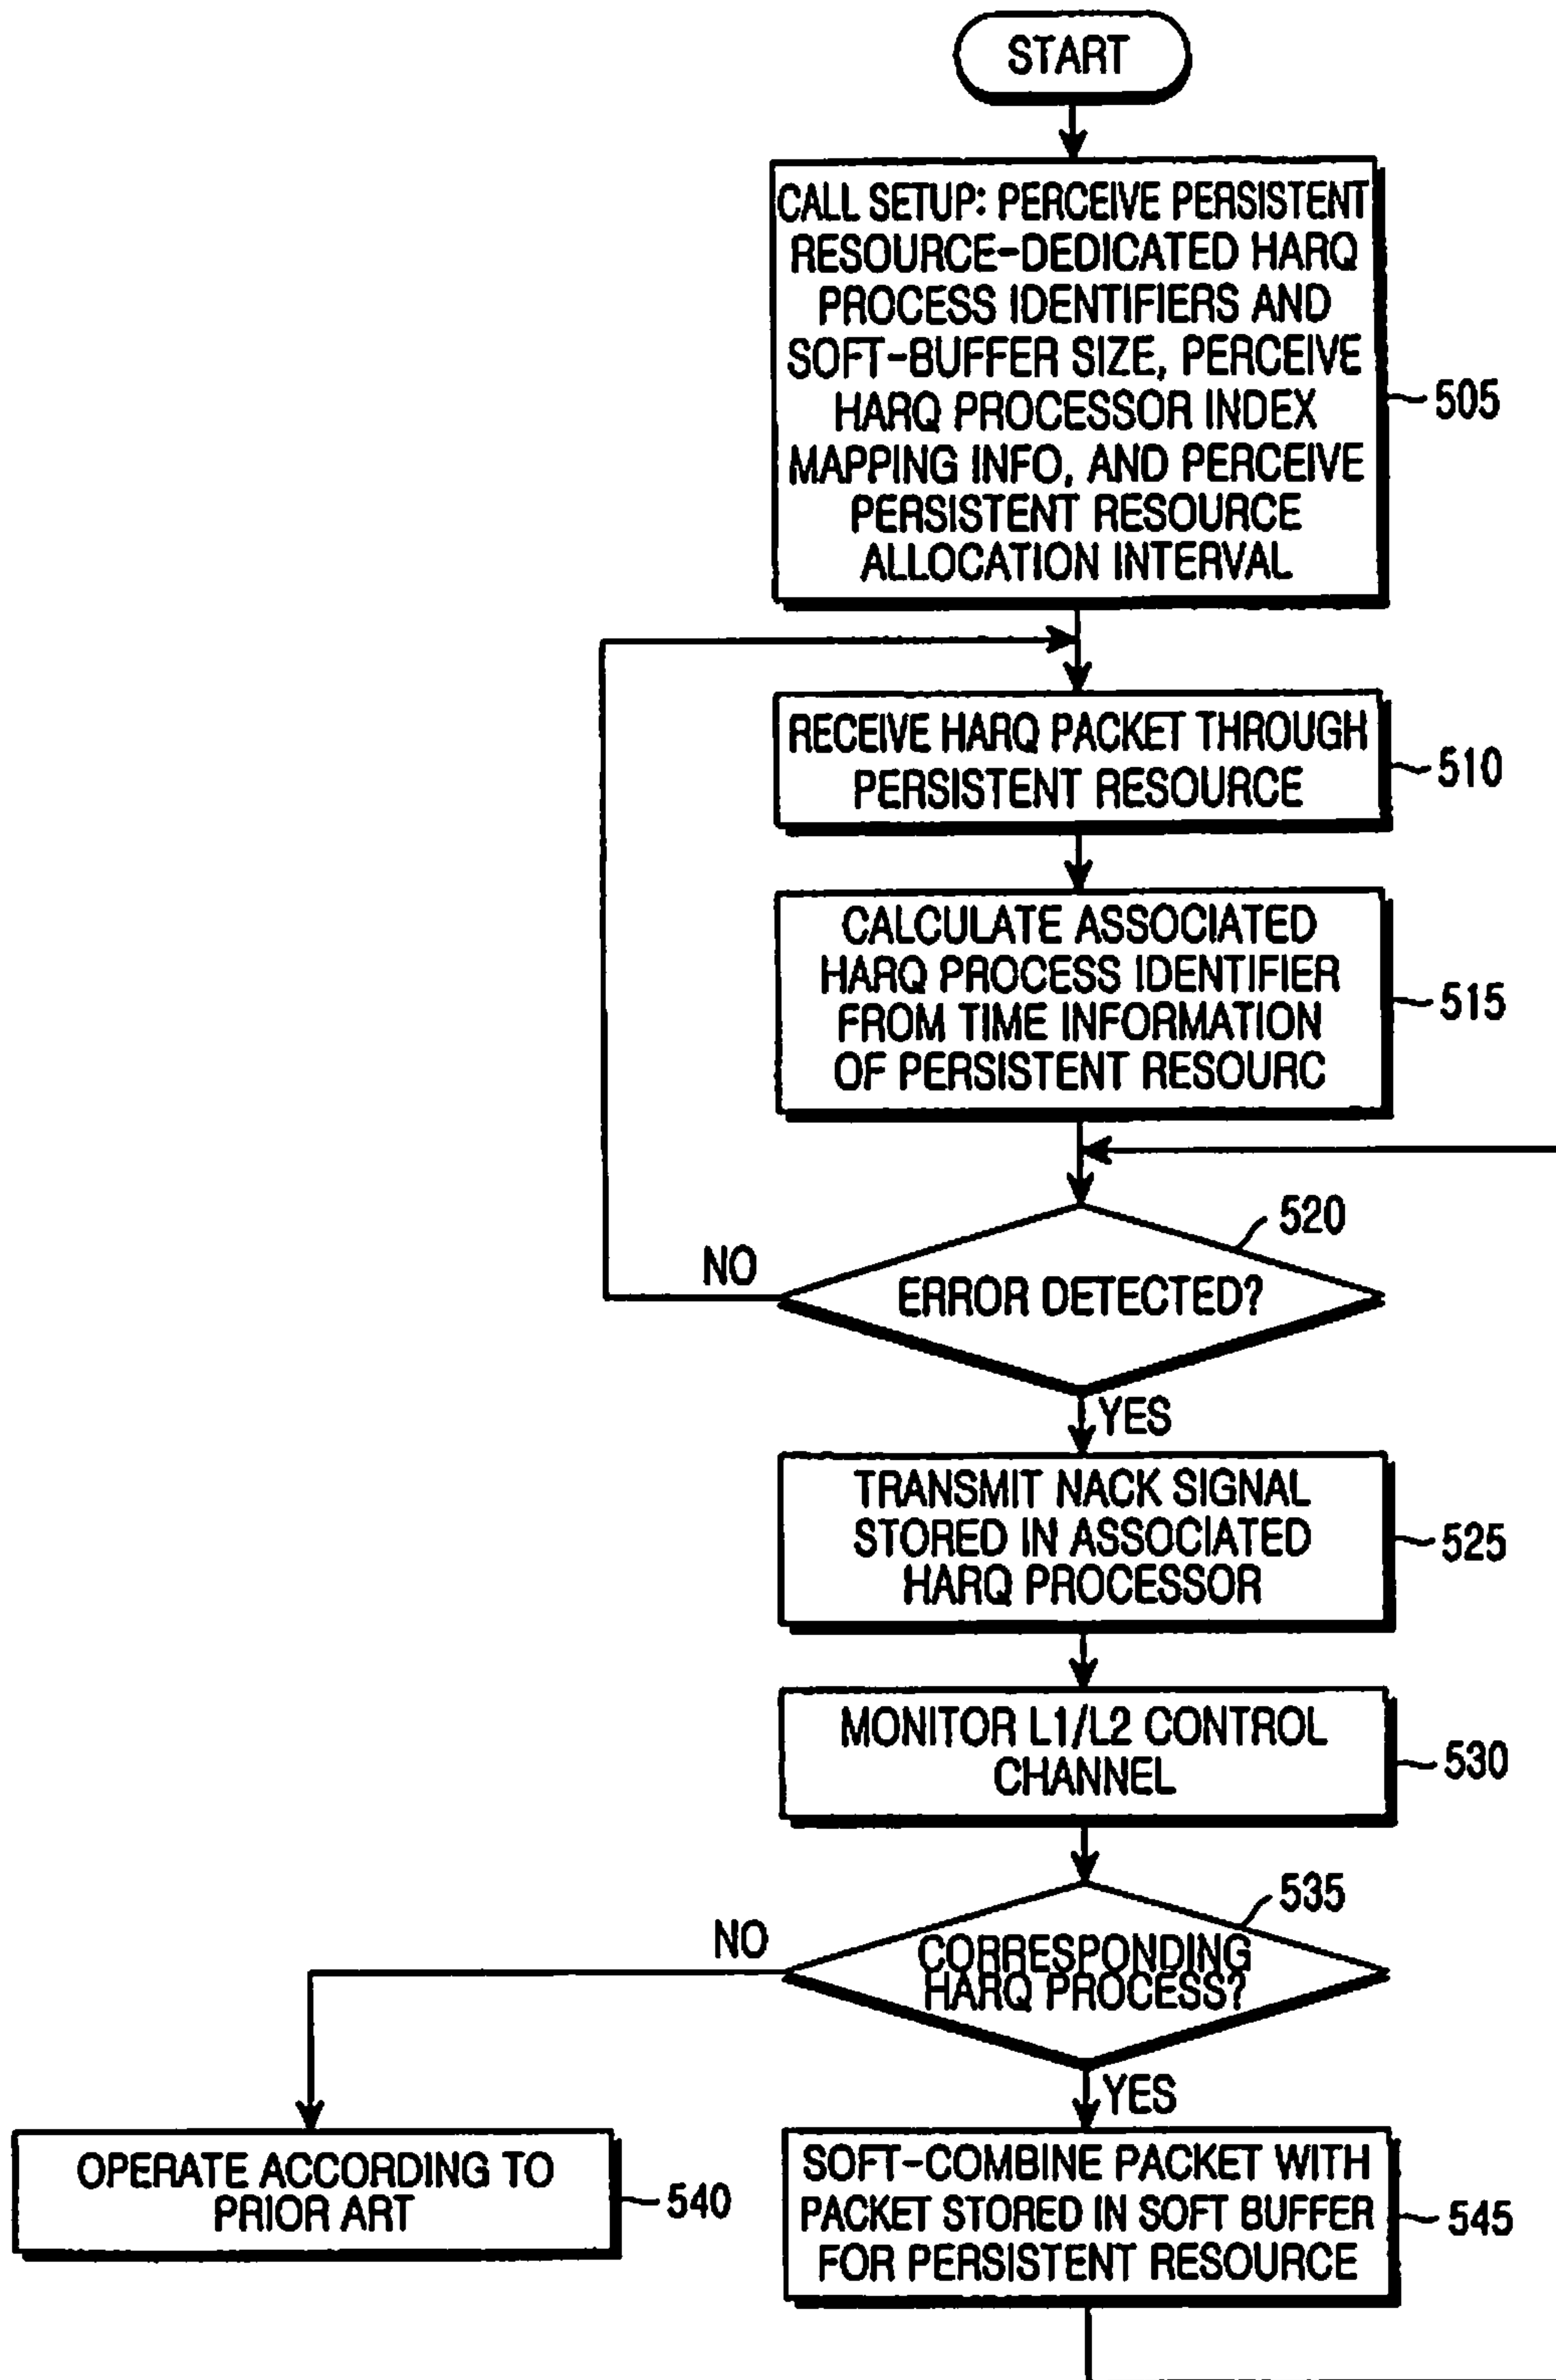 START
CALL SETUP: PERCEIVE PERSISTENT
RESOURCE-DEDICATED HARQ
PROCESS IDENTIFIERS AND
SOFT-BUFFER SIZE, PERCEIVE
HARQ PROCESSOR INDEX
MAPPING INFO, AND PERCEIVE
PERSISTENT RESOURCE
ALLOCATION INTERVAL
505
RECEIVE HARQ PACKET THROUGH
PERSISTENT RESOURCE
510
CALCULATE ASSOCIATED
HARQ PROCESS IDENTIFIER
FROM TIME INFORMATION
OF PERSISTENT RESOURC
515
520
NO
ERROR DETECTED?
YES
TRANSMIT NACK SIGNAL
STORED IN ASSOCIATED
HARQ PROCESSOR
525
MONITOR L1/L2 CONTROL
CHANNEL
530
535
NO
CORRESPONDING
HARQ PROCESS?
YES
OPERATE ACCORDING TO
PRIOR ART
540
SOFT-COMBINE PACKET WITH
PACKET STORED IN SOFT BUFFER
FOR PERSISTENT RESOURCE
545